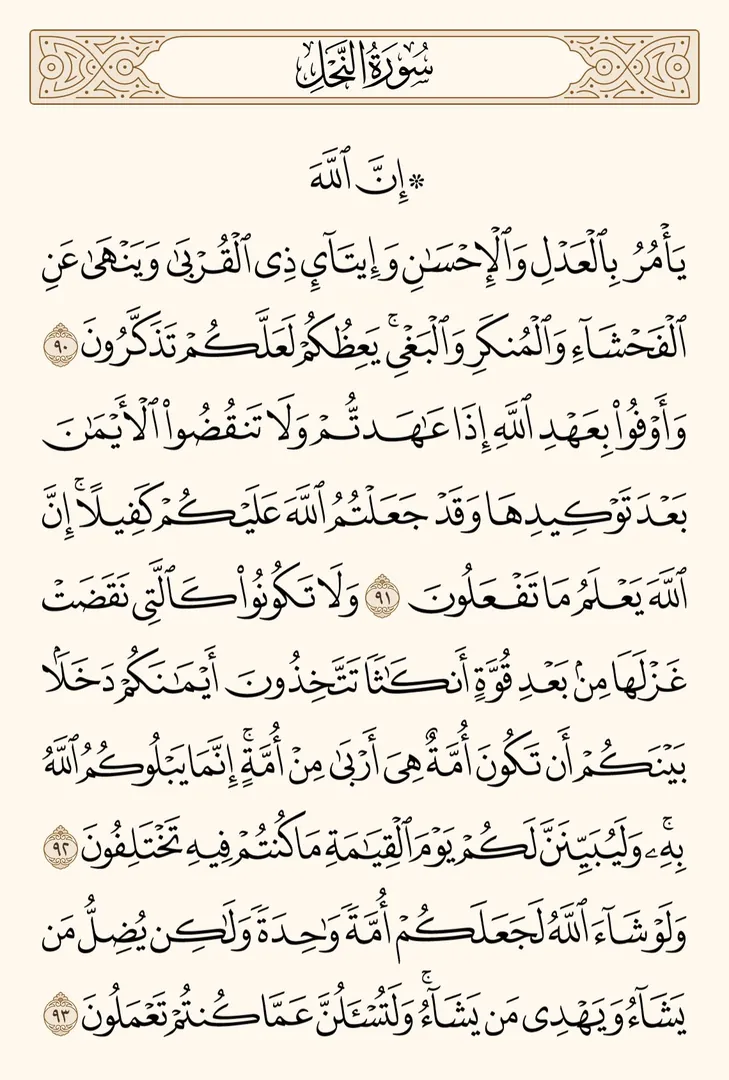 سُورَةُ النَّحْلِ
۞ إِنَّ ٱللَّهَ
يَأْمُرُ بِٱلْعَدْلِ وَٱلْإِحْسَٰنِ وَإِيتَآئِ ذِى ٱلْقُرْبَىٰ وَيَنْهَىٰ عَنِ
ٱلْفَحْشَآءِ وَٱلْمُنكَرِ وَٱلْبَغْىِ ۚ يَعِظُكُمْ لَعَلَّكُمْ تَذَكَّرُونَ ٩٠
وَأَوْفُوا۟ بِعَهْدِ ٱللَّهِ إِذَا عَٰهَدتُّمْ وَلَا تَنقُضُوا۟ ٱلْأَيْمَٰنَ
بَعْدَ تَوْكِيدِهَا وَقَدْ جَعَلْتُمُ ٱللَّهَ عَلَيْكُمْ كَفِيلًا ۚ إِنَّ
ٱللَّهَ يَعْلَمُ مَا تَفْعَلُونَ ٩١ وَلَا تَكُونُوا۟ كَٱلَّتِى نَقَضَتْ
غَزْلَهَا مِنۢ بَعْدِ قُوَّةٍ أَنكَٰثًا تَتَّخِذُونَ أَيْمَٰنَكُمْ دَخَلًۢا
بَيْنَكُمْ أَن تَكُونَ أُمَّةٌ هِىَ أَرْبَىٰ مِنْ أُمَّةٍ ۚ إِنَّمَا يَبْلُوكُمُ ٱللَّهُ
بِهِۦ ۚ وَلَيُبَيِّنَنَّ لَكُمْ يَوْمَ ٱلْقِيَٰمَةِ مَا كُنتُمْ فِيهِ تَخْتَلِفُونَ ٩٢
وَلَوْ شَآءَ ٱللَّهُ لَجَعَلَكُمْ أُمَّةً وَٰحِدَةً وَلَٰكِن يُضِلُّ مَن
يَشَآءُ وَيَهْدِى مَن يَشَآءُ ۚ وَلَتُسْـَٔلُنَّ عَمَّا كُنتُمْ تَعْمَلُونَ ٩٣